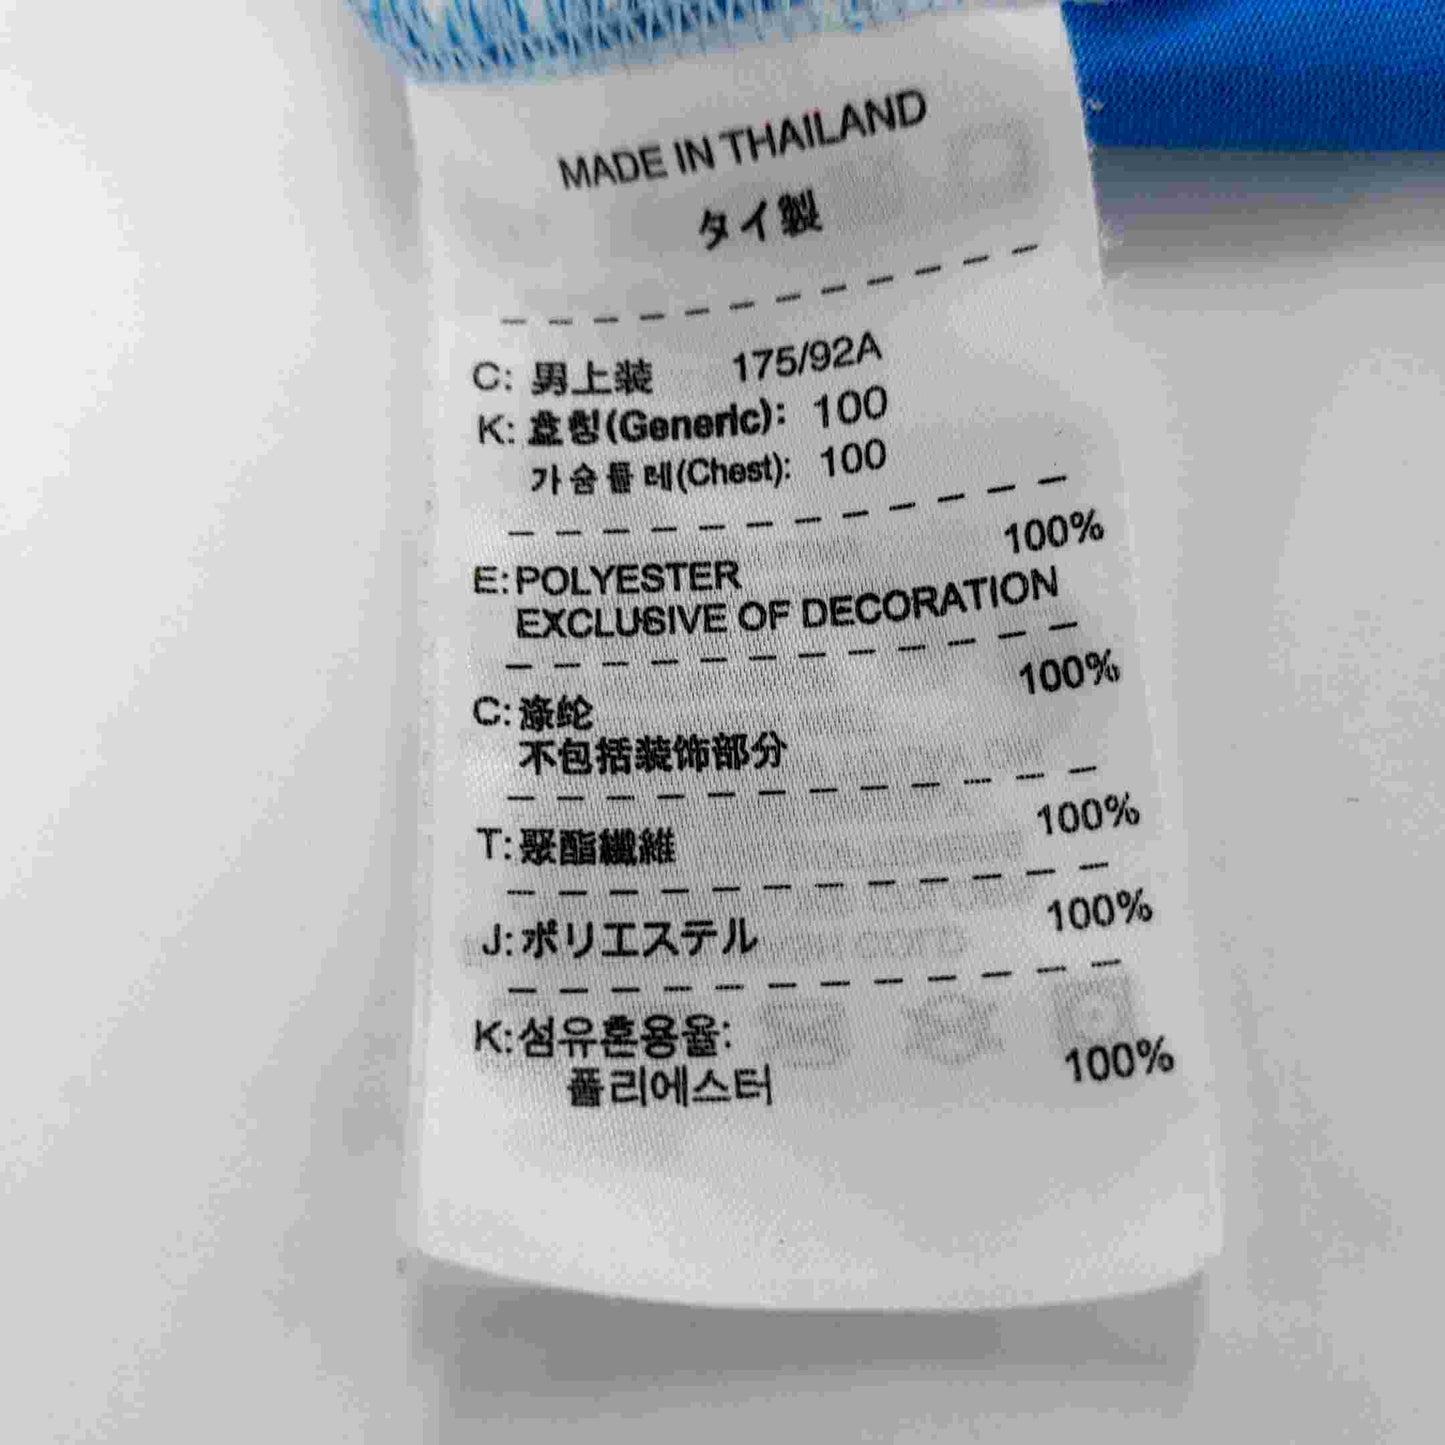 MADE IN THAILAND
タイ製
C: 男上装 175/92A
K: 호칭(Generic): 100
가슴둘레(Chest): 100
E: POLYESTER 100%
EXCLUSIVE OF DECORATION
C: 涤纶 100%
不包括装饰部分
T: 聚酯纖維 100%
J: ポリエステル 100%
K: 섬유혼용율:
폴리에스터 100%